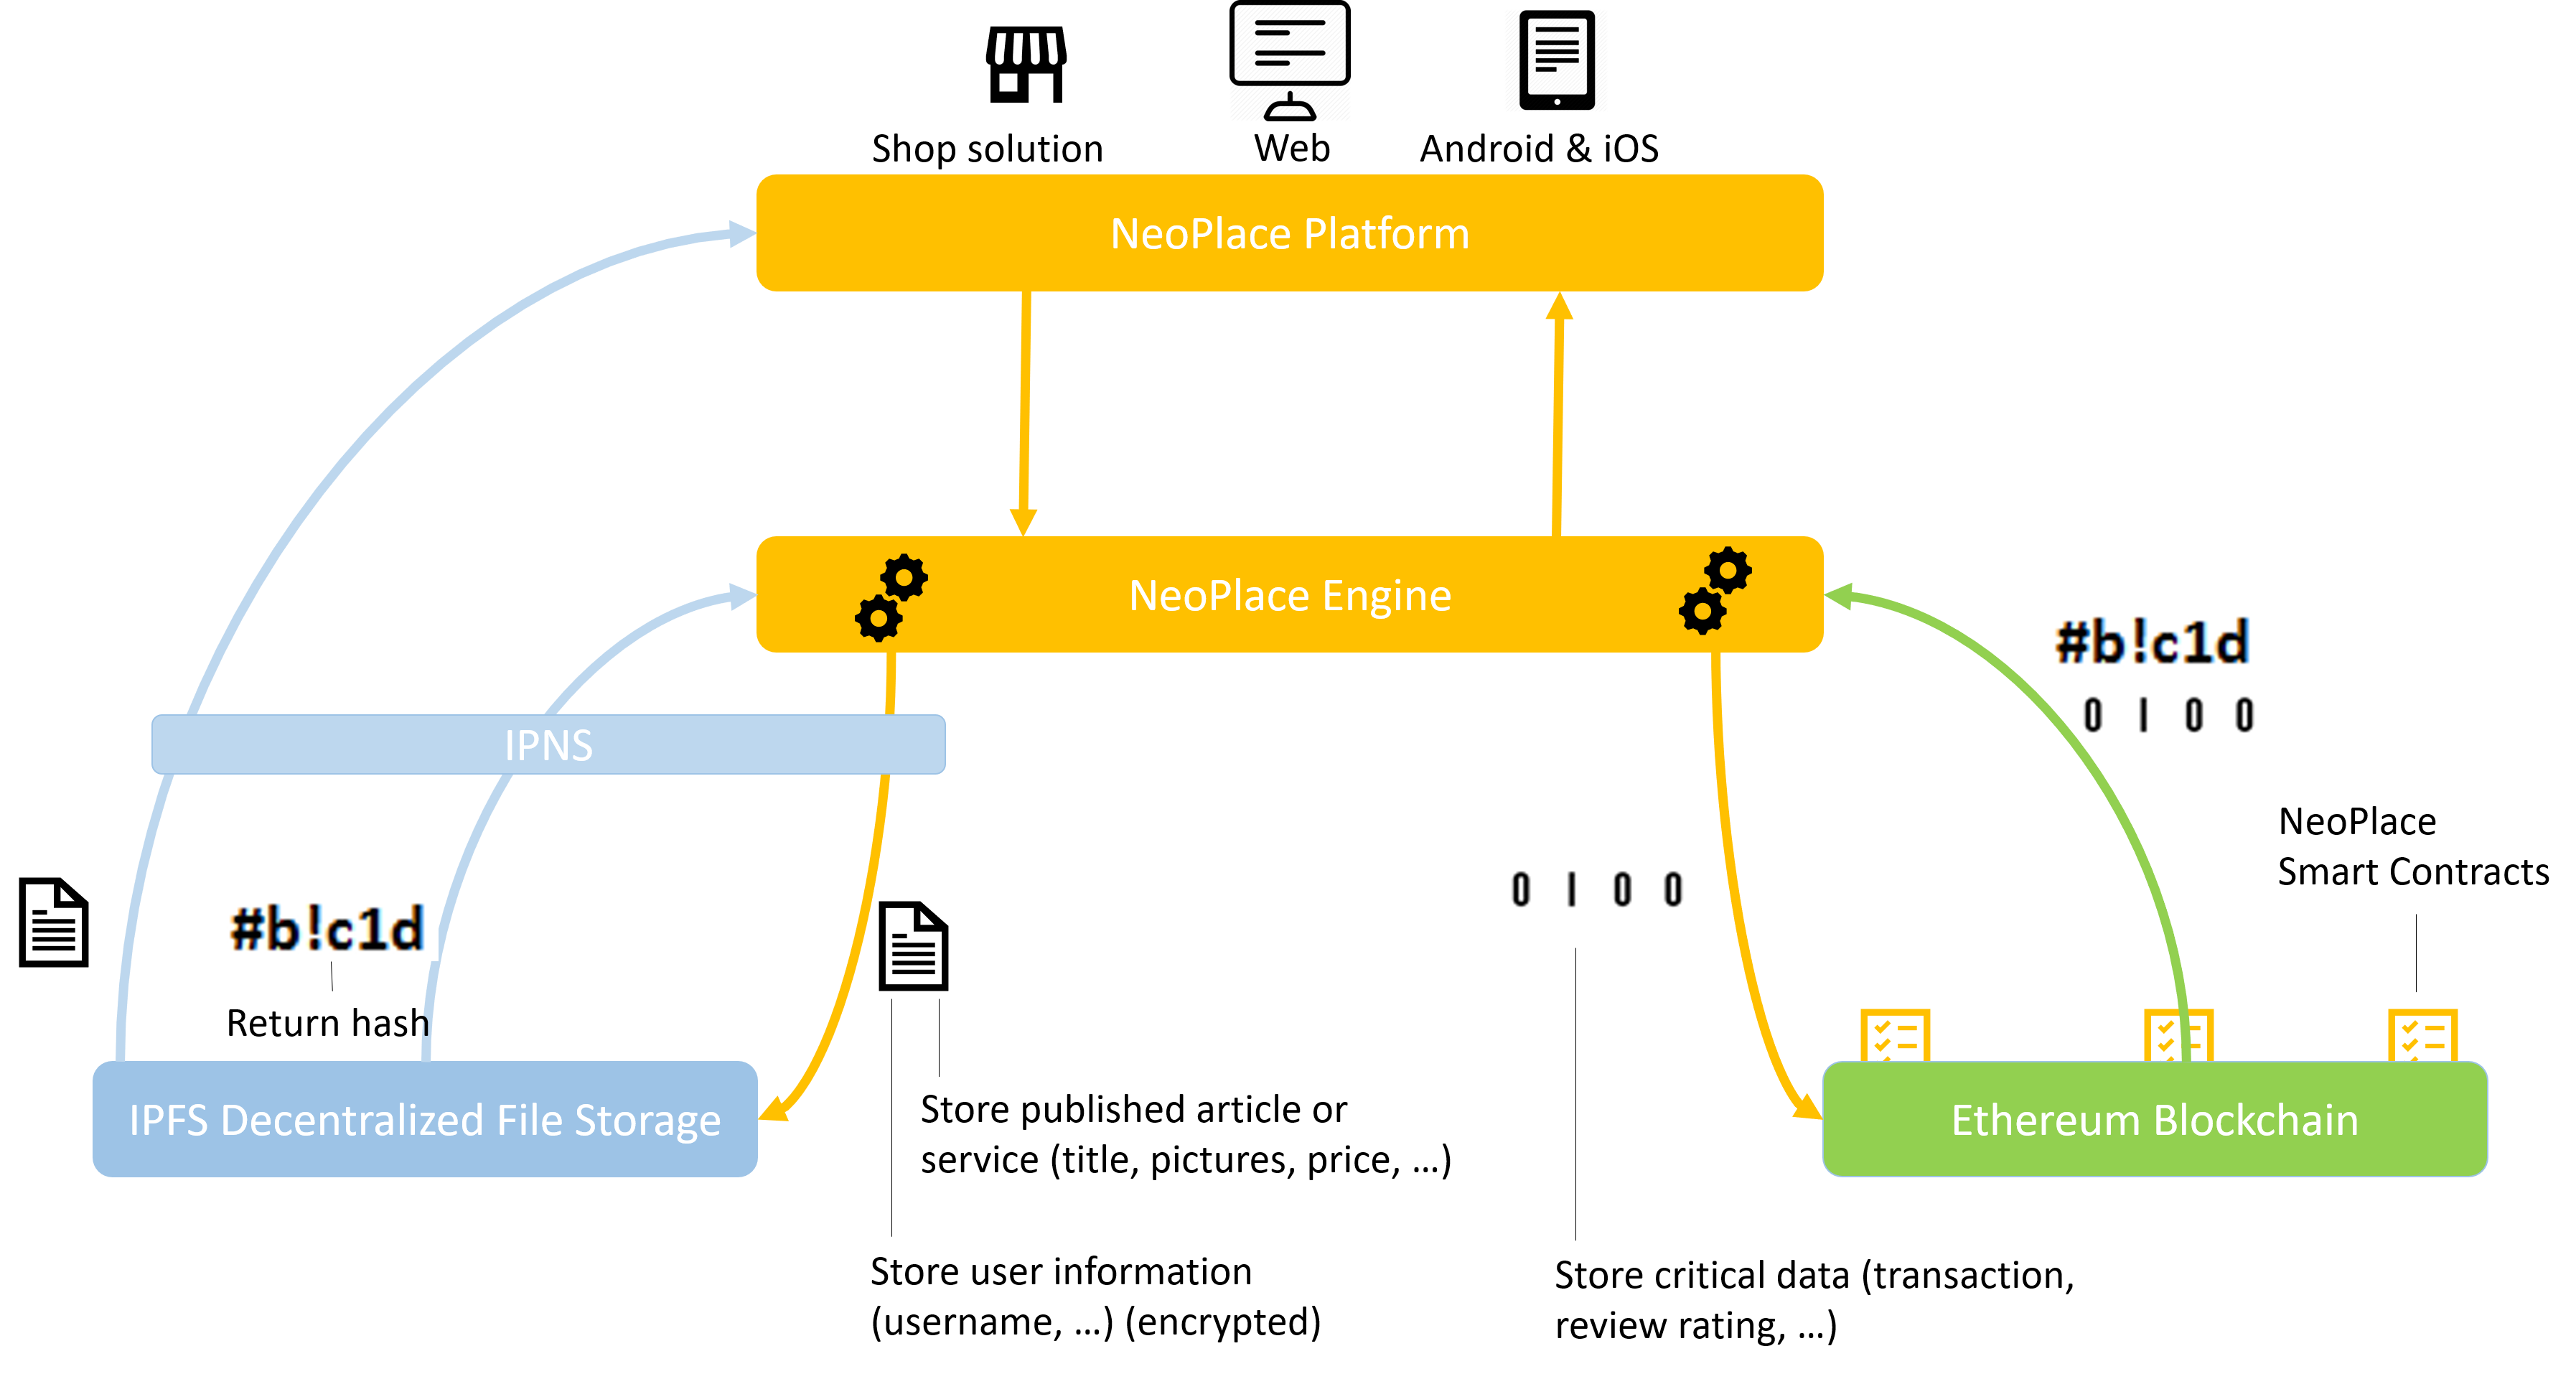 Shop solution
Web
Android & iOS
NeoPlace Platform
NeoPlace Engine
#b!c1d
0 1 0 0
IPNS
NeoPlace
Smart Contracts
0 1 0 0
#b!c1d
Return hash
IPFS Decentralized File Storage
Store published article or
service (title, pictures, price, ...)
Ethereum Blockchain
Store user information
(username, ...) (encrypted)
Store critical data (transaction,
review rating, ...)